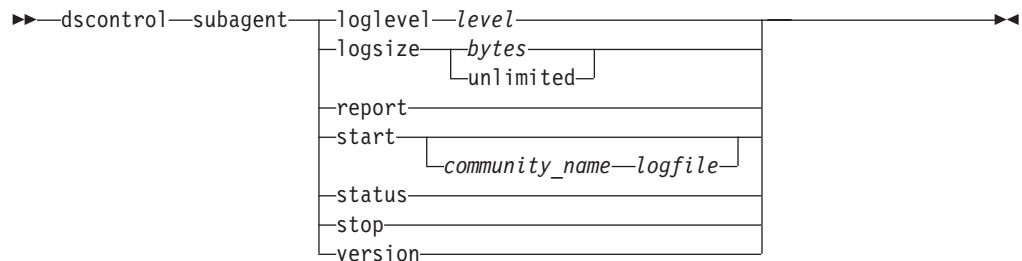 dscontrol subagent loglevel level
logsize bytes
unlimited
report
start
community_name logfile
status
stop
version